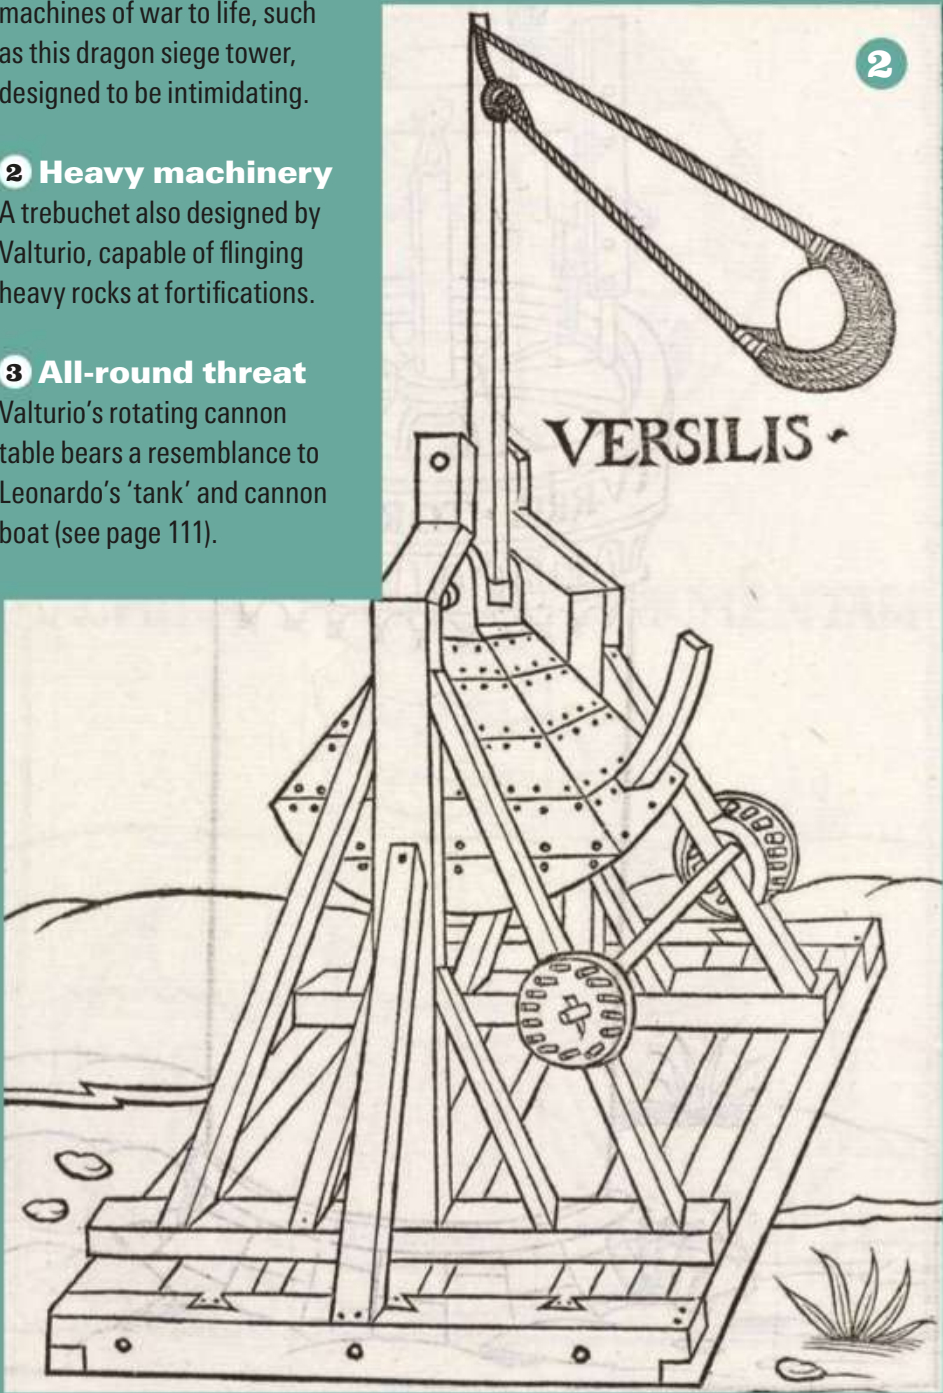 machines of war to life, such
as this dragon siege tower,
designed to be intimidating.
2 Heavy machinery
A trebuchet also designed by
Valturio, capable of flinging
heavy rocks at fortifications.
3 All-round threat
Valturio’s rotating cannon
table bears a resemblance to
Leonardo’s ‘tank’ and cannon
boat (see page 111).
2
VERSILIS